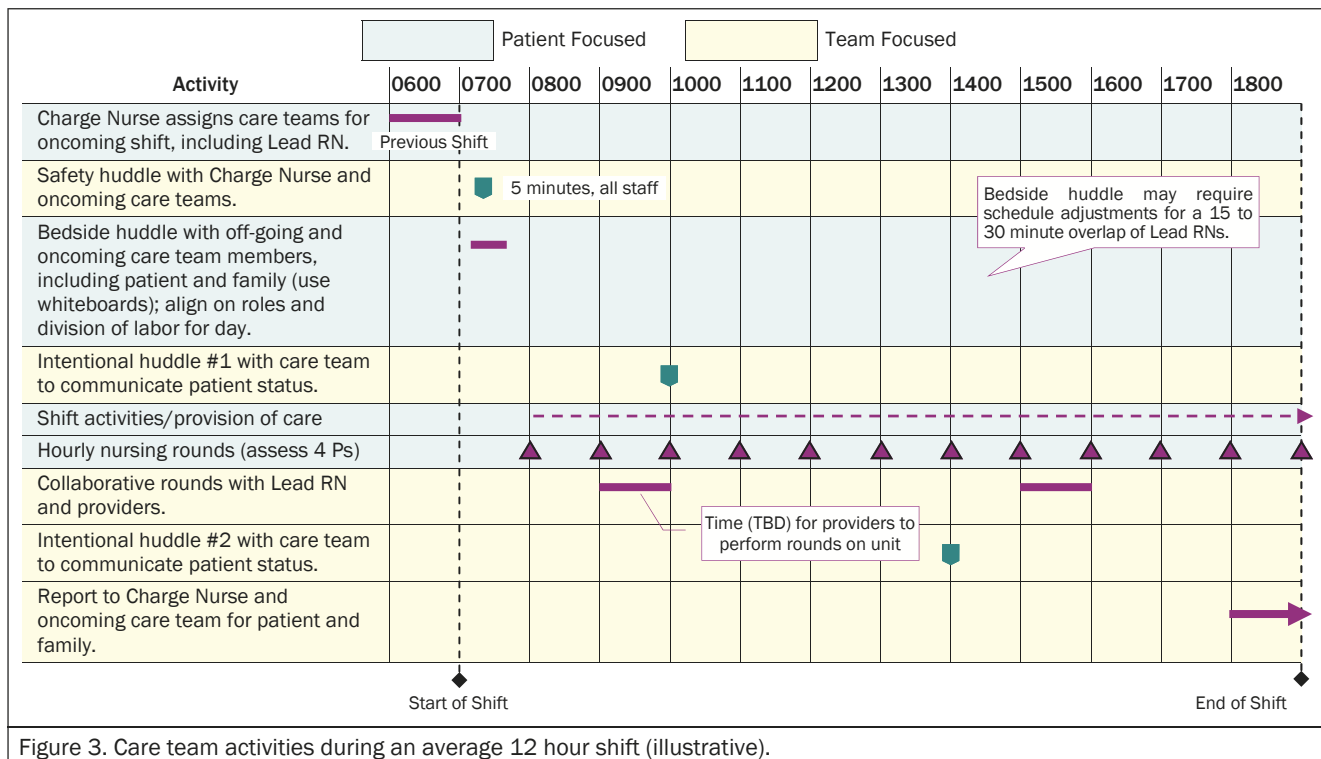 Patient Focused
Team Focused
Activity
0600 0700 0800 0900 1000 1100 1200 1300 1400 1500 1600 1700 1800
Charge Nurse assigns care teams for
oncoming shift, including Lead RN.
Previous Shift
Safety huddle with Charge Nurse and
oncoming care teams.
5 minutes, all staff
Bedside huddle with off-going and
oncoming care team members,
including patient and family (use
whiteboards); align on roles and
division of labor for day.
Bedside huddle may require
schedule adjustments for a 15 to
30 minute overlap of Lead RNs.
Intentional huddle #1 with care team
to communicate patient status.
Shift activities/provision of care
Hourly nursing rounds (assess 4 Ps)
Collaborative rounds with Lead RN
and providers.
Time (TBD) for providers to
perform rounds on unit
Intentional huddle #2 with care team
to communicate patient status.
Report to Charge Nurse and
oncoming care team for patient and
family.
Start of Shift
End of Shift
Figure 3. Care team activities during an average 12 hour shift (illustrative).